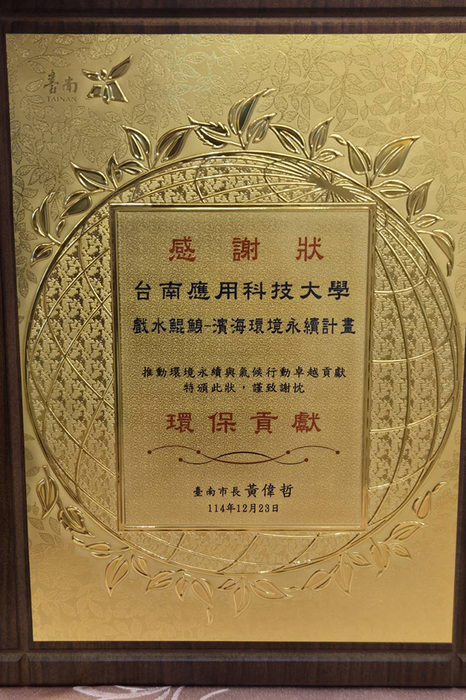 臺南
TAINAN
感謝狀
台南應用科技大學
戲水鯤鯓-濱海環境永續計畫
推動環境永續與氣候行動卓越貢獻
特頒此狀，謹致謝忱
環保貢獻
臺南市長 黃偉哲
114年12月23日